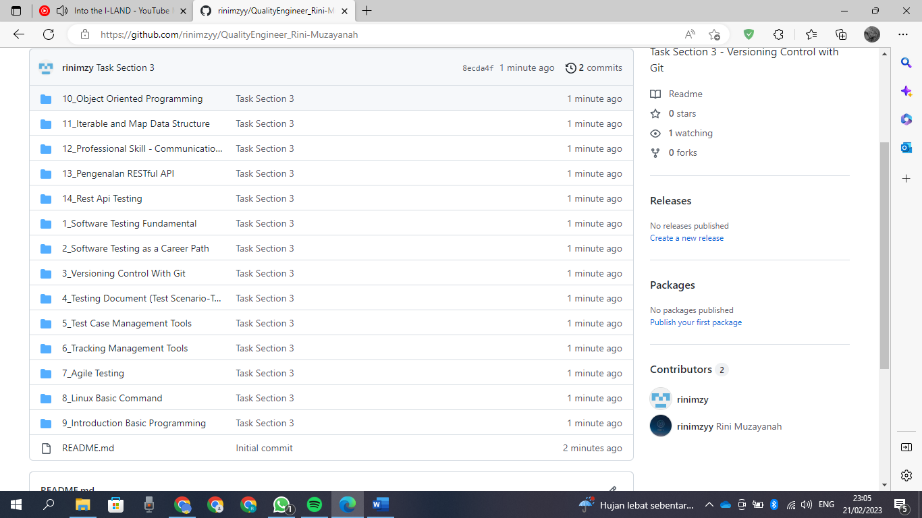 Into the I-LAND - YouTube
rinimzyy/QualityEngineer_Rini-M
https://github.com/rinimzyy/QualityEngineer_Rini-Muzayanah
rinimzy Task Section 3
8ecda4f 1 minute ago
2 commits
10_Object Oriented Programming Task Section 3 1 minute ago
11_Iterable and Map Data Structure Task Section 3 1 minute ago
12_Professional Skill - Communicatio... Task Section 3 1 minute ago
13_Pengenalan RESTful API Task Section 3 1 minute ago
14_Rest Api Testing Task Section 3 1 minute ago
1_Software Testing Fundamental Task Section 3 1 minute ago
2_Software Testing as a Career Path Task Section 3 1 minute ago
3_Versioning Control With Git Task Section 3 1 minute ago
4_Testing Document (Test Scenario-T... Task Section 3 1 minute ago
5_Test Case Management Tools Task Section 3 1 minute ago
6_Tracking Management Tools Task Section 3 1 minute ago
7_Agile Testing Task Section 3 1 minute ago
8_Linux Basic Command Task Section 3 1 minute ago
9_Introduction Basic Programming Task Section 3 1 minute ago
README.md Initial commit 2 minutes ago
README.md
Task Section 3 - Versioning Control with
Git
Readme
0 stars
1 watching
0 forks
Releases
No releases published
Create a new release
Packages
No packages published
Publish your first package
Contributors 2
rinimzy
rinimzyy Rini Muzayanah
1
Hujan lebat sebentar...
ENG
23:05
21/02/2023
5